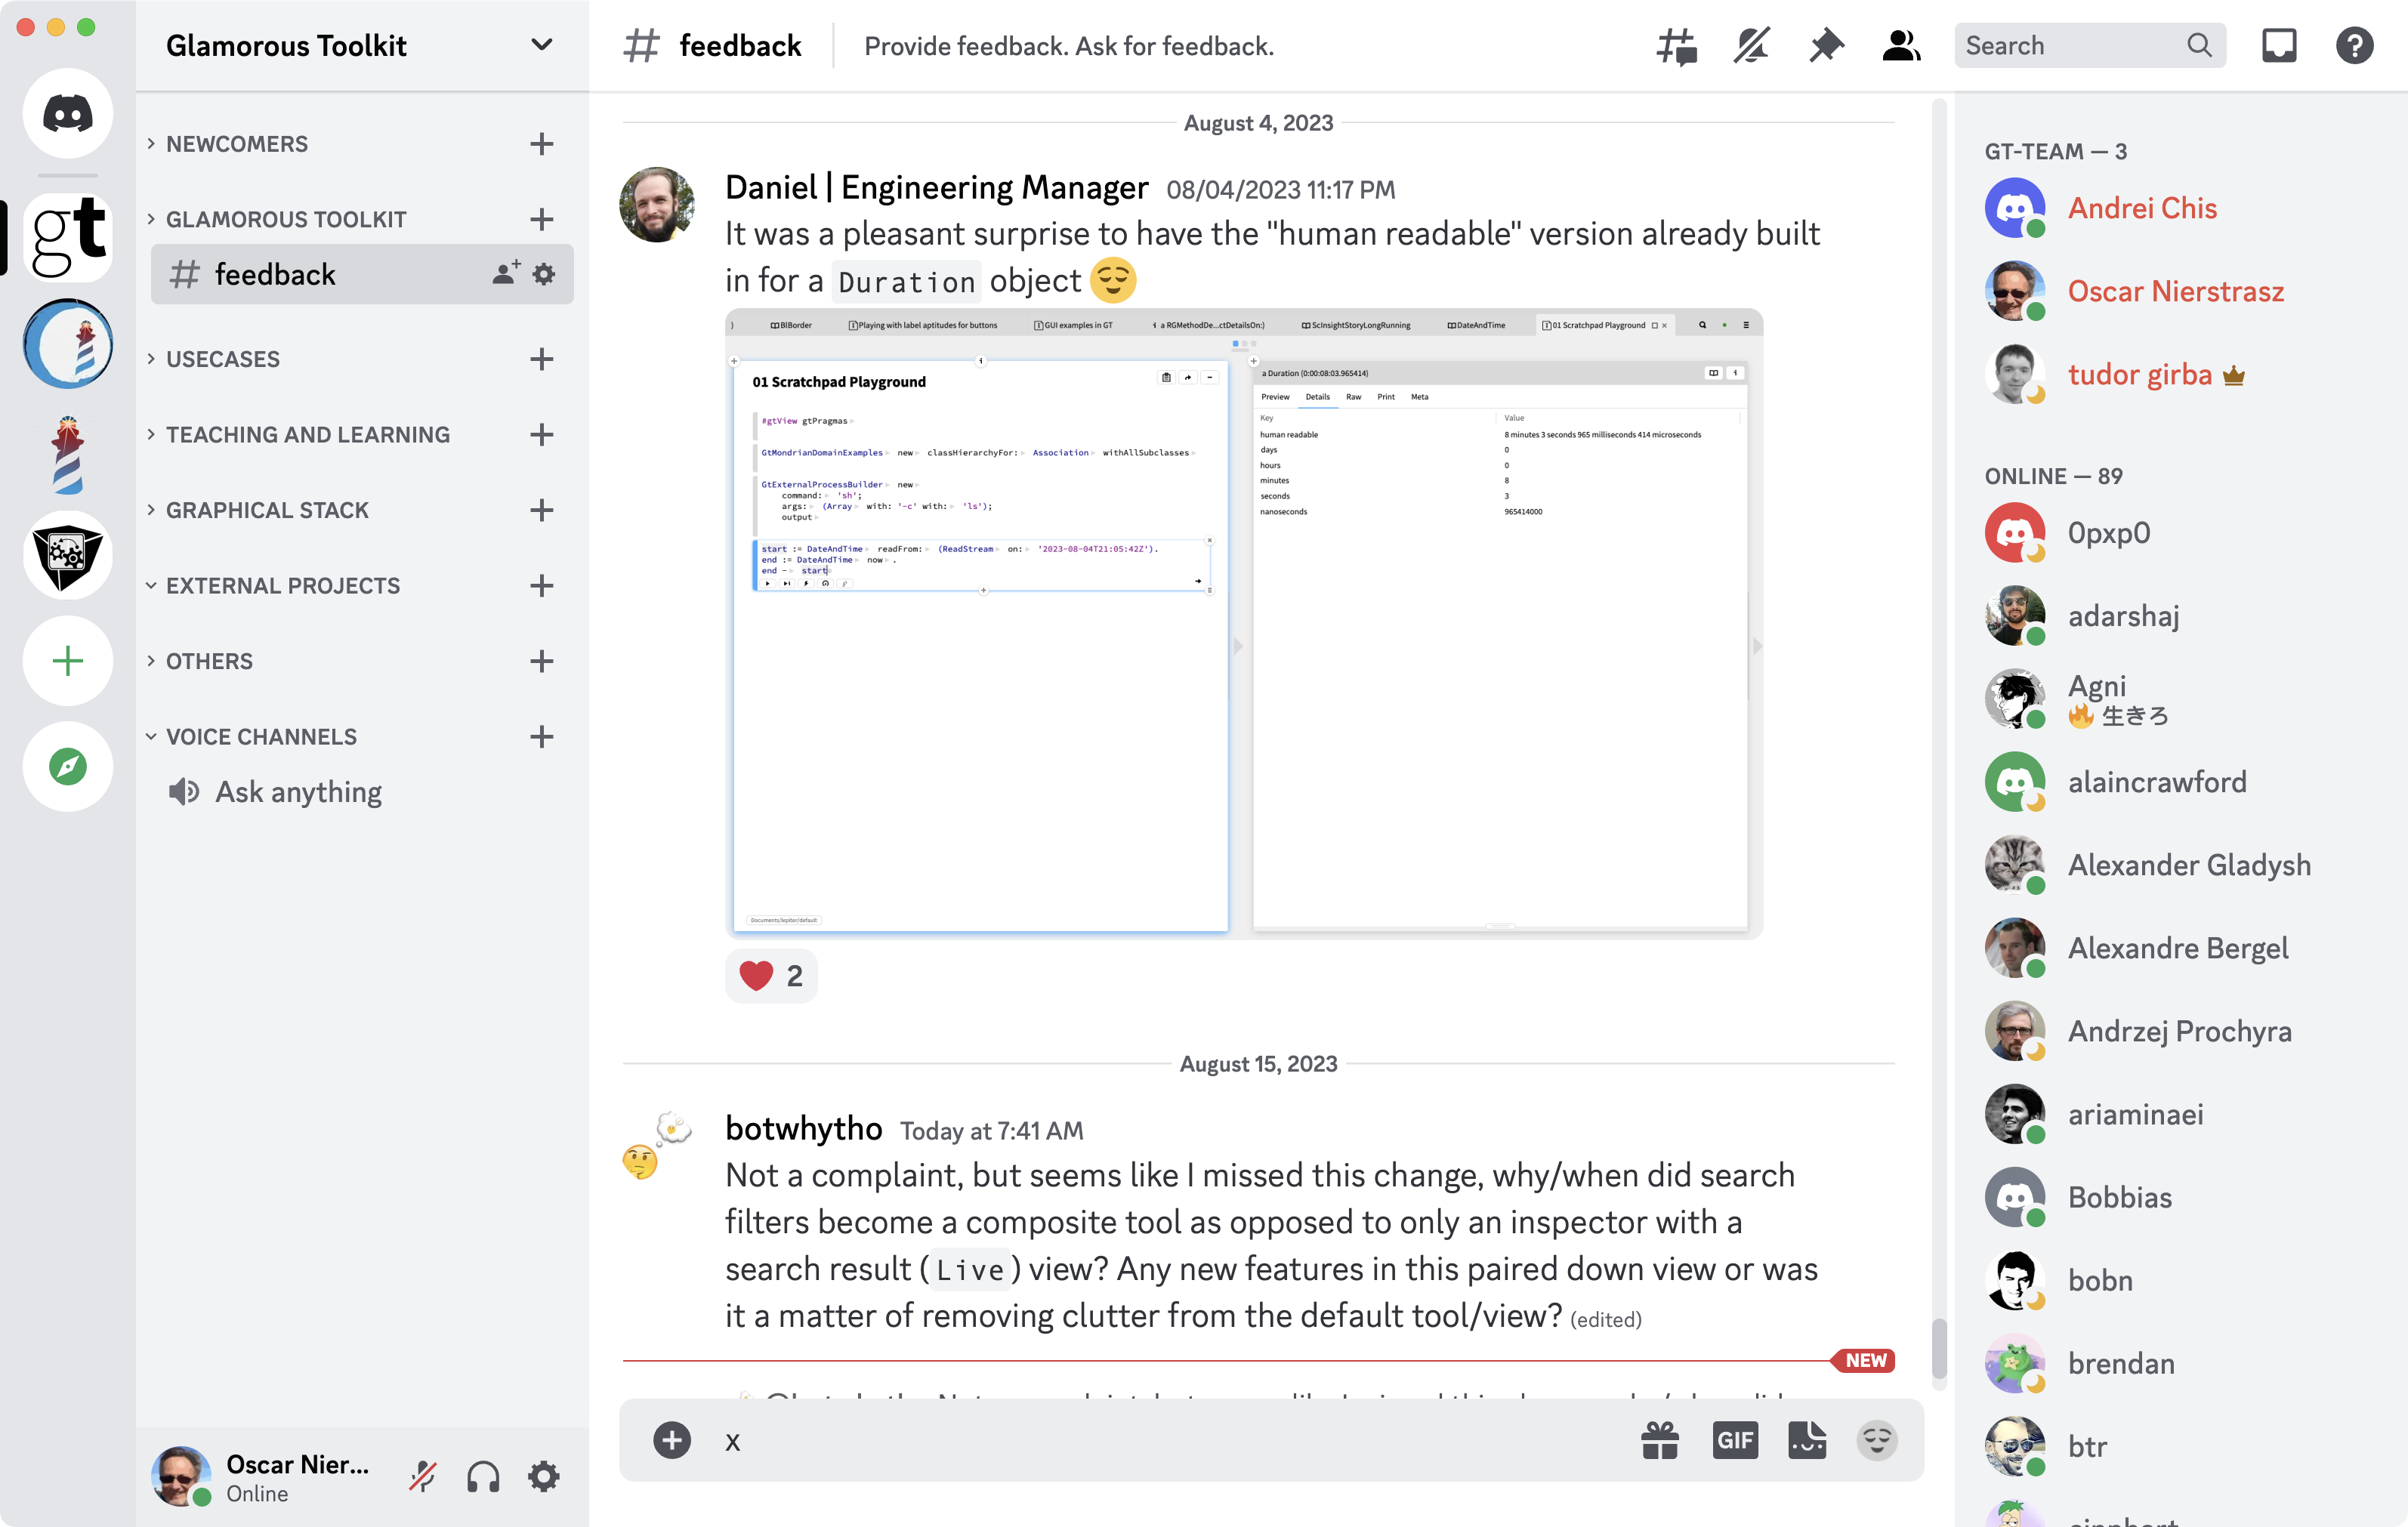 Glamorous Toolkit
NEWCOMERS
GLAMOROUS TOOLKIT
feedback
USECASES
TEACHING AND LEARNING
GRAPHICAL STACK
EXTERNAL PROJECTS
OTHERS
VOICE CHANNELS
Ask anything
Oscar Nier...
Online
gt
# feedback
Provide feedback. Ask for feedback.
Search
August 4, 2023
Daniel | Engineering Manager 08/04/2023 11:17 PM
It was a pleasant surprise to have the "human readable" version already built
in for a Duration object
BlBorder
Playing with label aptitudes for buttons
GUI examples in GT
a RGMethodDe...ctDetailsOn:)
ScInsightStoryLongRunning
DateAndTime
01 Scratchpad Playground
01 Scratchpad Playground
#gtView gtPragmas
GtMondrianDomainExamples new classHierarchyFor: Association withAllSubclasses
GtExternalProcessBuilder new
command: 'sh';
args: (Array with: '-c' with: 'ls');
output
start := DateAndTime readFrom: (ReadStream on: '2023-08-04T21:05:42Z').
end := DateAndTime now .
end - start
Documents/lepiter/default
a Duration (0:00:08:03.965414)
Preview Details Raw Print Meta
Key Value
human readable 8 minutes 3 seconds 965 milliseconds 414 microseconds
days 0
hours 0
minutes 8
seconds 3
nanoseconds 965414000
2
August 15, 2023
botwhytho Today at 7:41 AM
Not a complaint, but seems like I missed this change, why/when did search
filters become a composite tool as opposed to only an inspector with a
search result ( Live ) view? Any new features in this paired down view or was
it a matter of removing clutter from the default tool/view? (edited)
NEW
x
GIF
GT-TEAM — 3
Andrei Chis
Oscar Nierstrasz
tudor girba
ONLINE — 89
0pxp0
adarshaj
Agni
生きろ
alaincrawford
Alexander Gladysh
Alexandre Bergel
Andrzej Prochyra
ariaminaei
Bobbias
bobn
brendan
btr